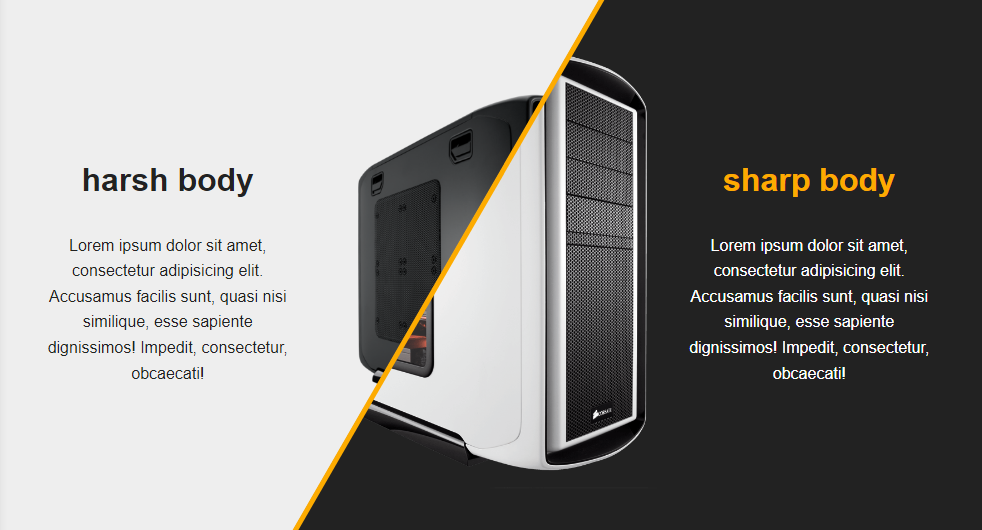 harsh body
Lorem ipsum dolor sit amet,
consectetur adipisicing elit.
Accusamus facilis sunt, quasi nisi
similique, esse sapiente
dignissimos! Impedit, consectetur,
obcaecati!
sharp body
Lorem ipsum dolor sit amet,
consectetur adipisicing elit.
Accusamus facilis sunt, quasi nisi
similique, esse sapiente
dignissimos! Impedit, consectetur,
obcaecati!
CORSAIR